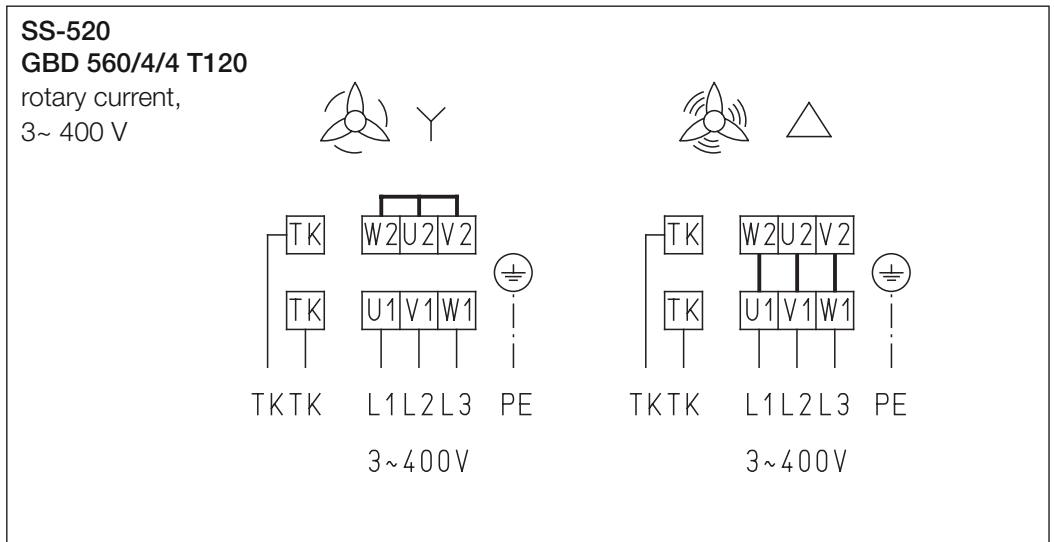 SS-520
GBD 560/4/4 T120
rotary current,
3~ 400 V
TK W2 U2 V2
TK U1 V1 W1
TK TK L1 L2 L3 PE
3~400V
TK W2 U2 V2
TK U1 V1 W1
TK TK L1 L2 L3 PE
3~400V